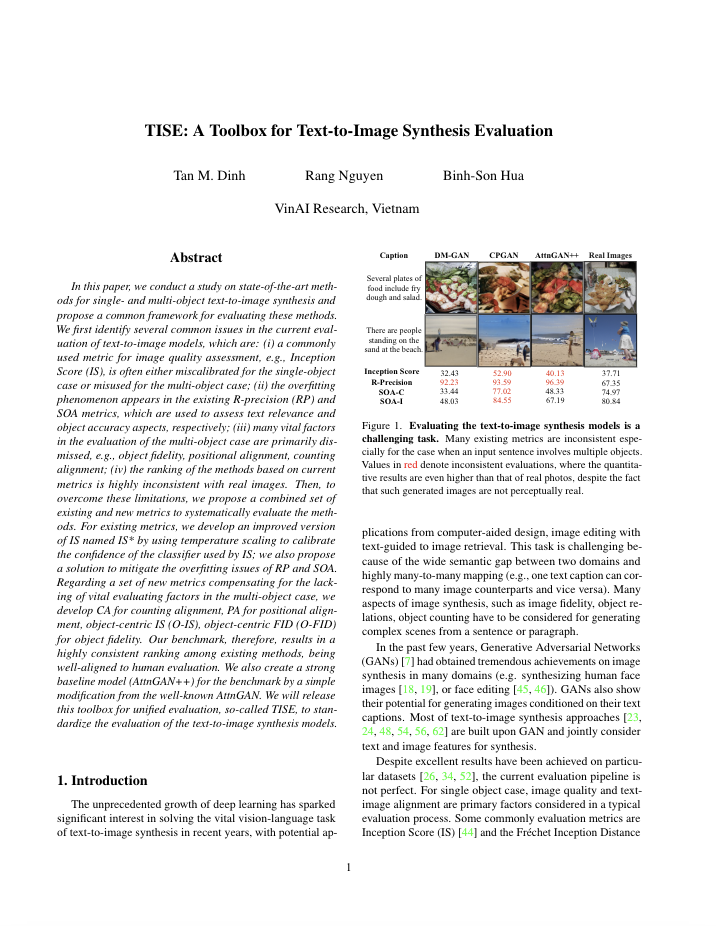 TISE: A Toolbox for Text-to-Image Synthesis Evaluation
Tan M. Dinh Rang Nguyen Binh-Son Hua
VinAI Research, Vietnam
Abstract
In this paper, we conduct a study on state-of-the-art meth-
ods for single- and multi-object text-to-image synthesis and
propose a common framework for evaluating these methods.
We first identify several common issues in the current eval-
uation of text-to-image models, which are: (i) a commonly
used metric for image quality assessment, e.g., Inception
Score (IS), is often either miscalibrated for the single-object
case or misused for the multi-object case; (ii) the overfitting
phenomenon appears in the existing R-precision (RP) and
SOA metrics, which are used to assess text relevance and
object accuracy aspects, respectively; (iii) many vital factors
in the evaluation of the multi-object case are primarily dis-
missed, e.g., object fidelity, positional alignment, counting
alignment; (iv) the ranking of the methods based on current
metrics is highly inconsistent with real images. Then, to
overcome these limitations, we propose a combined set of
existing and new metrics to systematically evaluate the meth-
ods. For existing metrics, we develop an improved version
of IS named IS* by using temperature scaling to calibrate
the confidence of the classifier used by IS; we also propose
a solution to mitigate the overfitting issues of RP and SOA.
Regarding a set of new metrics compensating for the lack-
ing of vital evaluating factors in the multi-object case, we
develop CA for counting alignment, PA for positional align-
ment, object-centric IS (O-IS), object-centric FID (O-FID)
for object fidelity. Our benchmark, therefore, results in a
highly consistent ranking among existing methods, being
well-aligned to human evaluation. We also create a strong
baseline model (AttnGAN++) for the benchmark by a simple
modification from the well-known AttnGAN. We will release
this toolbox for unified evaluation, so-called TISE, to stan-
dardize the evaluation of the text-to-image synthesis models.
1. Introduction
The unprecedented growth of deep learning has sparked
significant interest in solving the vital vision-language task
of text-to-image synthesis in recent years, with potential ap-
Caption DM-GAN CPGAN AttnGAN++ Real Images
Several plates of
food include fry
dough and salad.
There are people
standing on the
sand at the beach.
Inception Score 32.43 52.90 40.13 37.71
R-Precision 92.23 93.59 96.39 67.35
SOA-C 33.44 77.02 48.33 74.97
SOA-I 48.03 84.55 67.19 80.84
Figure 1. Evaluating the text-to-image synthesis models is a
challenging task. Many existing metrics are inconsistent espe-
cially for the case when an input sentence involves multiple objects.
Values in red denote inconsistent evaluations, where the quantita-
tive results are even higher than that of real photos, despite the fact
that such generated images are not perceptually real.
plications from computer-aided design, image editing with
text-guided to image retrieval. This task is challenging be-
cause of the wide semantic gap between two domains and
highly many-to-many mapping (e.g., one text caption can cor-
respond to many image counterparts and vice versa). Many
aspects of image synthesis, such as image fidelity, object re-
lations, object counting have to be considered for generating
complex scenes from a sentence or paragraph.
In the past few years, Generative Adversarial Networks
(GANs) [7] had obtained tremendous achievements on image
synthesis in many domains (e.g. synthesizing human face
images [18, 19], or face editing [45, 46]). GANs also show
their potential for generating images conditioned on their text
captions. Most of text-to-image synthesis approaches [23,
24, 48, 54, 56, 62] are built upon GAN and jointly consider
text and image features for synthesis.
Despite excellent results have been achieved on particu-
lar datasets [26, 34, 52], the current evaluation pipeline is
not perfect. For single object case, image quality and text-
image alignment are primary factors considered in a typical
evaluation process. Some commonly evaluation metrics are
Inception Score (IS) [44] and the Fréchet Inception Distance
1